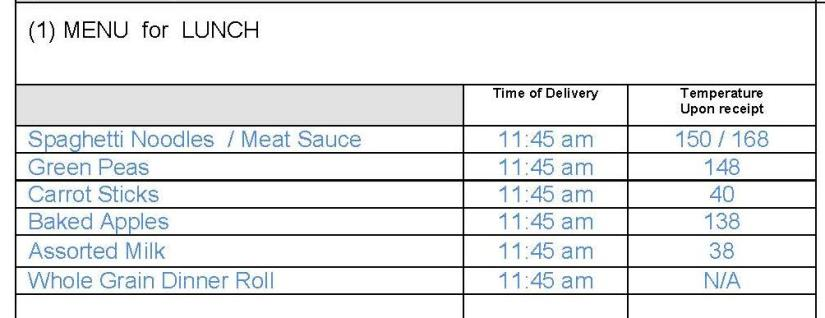 (1) MENU for LUNCH
Time of Delivery Temperature
Upon receipt
Spaghetti Noodles / Meat Sauce 11:45 am 150 / 168
Green Peas 11:45 am 148
Carrot Sticks 11:45 am 40
Baked Apples 11:45 am 138
Assorted Milk 11:45 am 38
Whole Grain Dinner Roll 11:45 am N/A